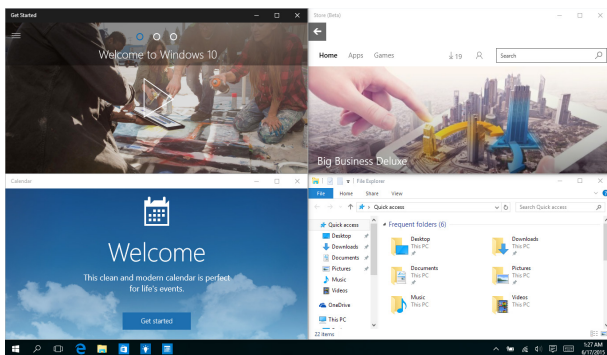 Get Started
Welcome to Windows 10
Store (Beta)
Home Apps Games 19 Search
Big Business Deluxe
Calendar
Welcome
This clean and modern calendar is perfect
for life's events.
Get started
File Explorer
File Home Share View
Quick access Search Quick access
Quick access
Desktop
Downloads
Documents
Pictures
Music
Videos
OneDrive
This PC
Frequent folders (6)
Desktop
This PC
Downloads
This PC
Documents
This PC
Pictures
This PC
Music
This PC
Videos
This PC
22 items
1:27 AM
6/17/2015